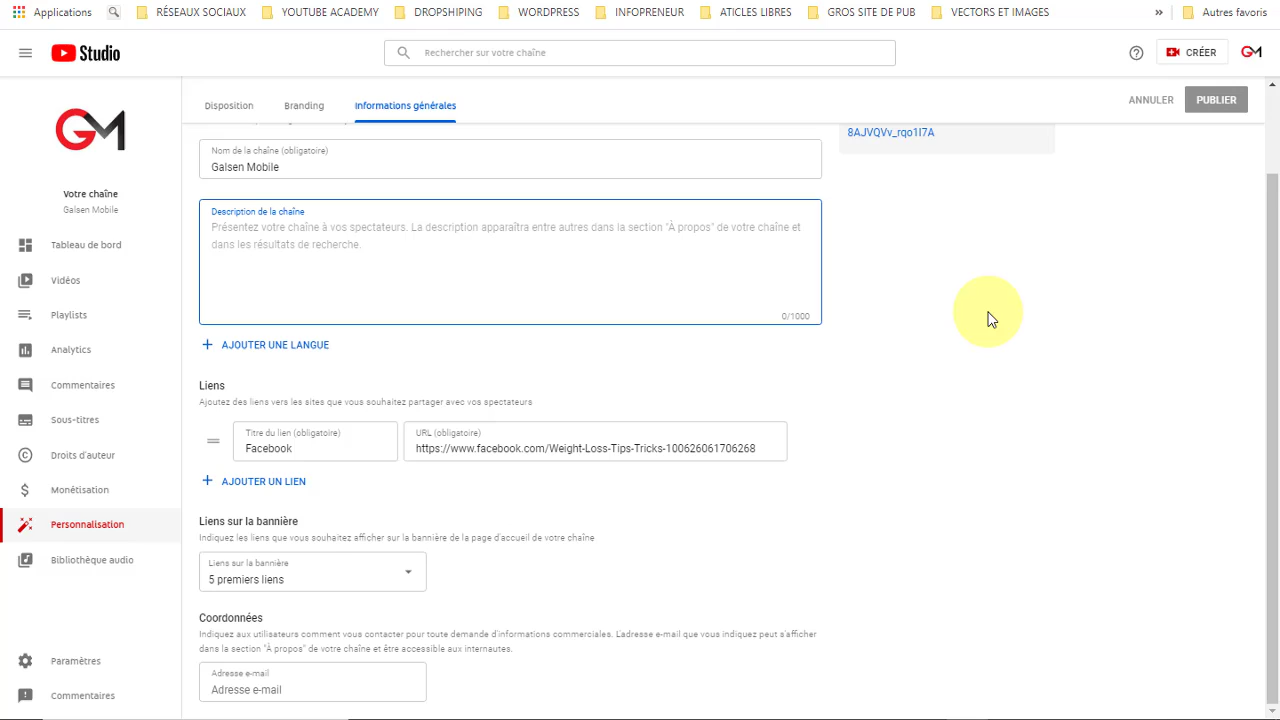 Applications RÉSEAUX SOCIAUX YOUTUBE ACADEMY DROPSHIPING WORDPRESS INFOPRENEUR ATICLES LIBRES GROS SITE DE PUB VECTORS ET IMAGES » Autres favoris
Studio
Rechercher sur votre chaîne
CRÉER
GM
GM
Votre chaîne
Galsen Mobile
Tableau de bord
Vidéos
Playlists
Analytics
Commentaires
Sous-titres
Droits d'auteur
Monétisation
Personnalisation
Bibliothèque audio
Paramètres
Commentaires
Disposition Branding Informations générales
ANNULER PUBLIER
8AJVQVv_rqo1I7A
Nom de la chaîne (obligatoire)
Galsen Mobile
Description de la chaîne
Présentez votre chaîne à vos spectateurs. La description apparaîtra entre autres dans la section "À propos" de votre chaîne et
dans les résultats de recherche.
0/1000
+ AJOUTER UNE LANGUE
Liens
Ajoutez des liens vers les sites que vous souhaitez partager avec vos spectateurs
Titre du lien (obligatoire)
Facebook
URL (obligatoire)
https://www.facebook.com/Weight-Loss-Tips-Tricks-100626061706268
+ AJOUTER UN LIEN
Liens sur la bannière
Indiquez les liens que vous souhaitez afficher sur la bannière de la page d'accueil de votre chaîne
Liens sur la bannière
5 premiers liens
Coordonnées
Indiquez aux utilisateurs comment vous contacter pour toute demande d'informations commerciales. L'adresse e-mail que vous indiquez peut s'afficher
dans la section "À propos" de votre chaîne et être accessible aux internautes.
Adresse e-mail
Adresse e-mail